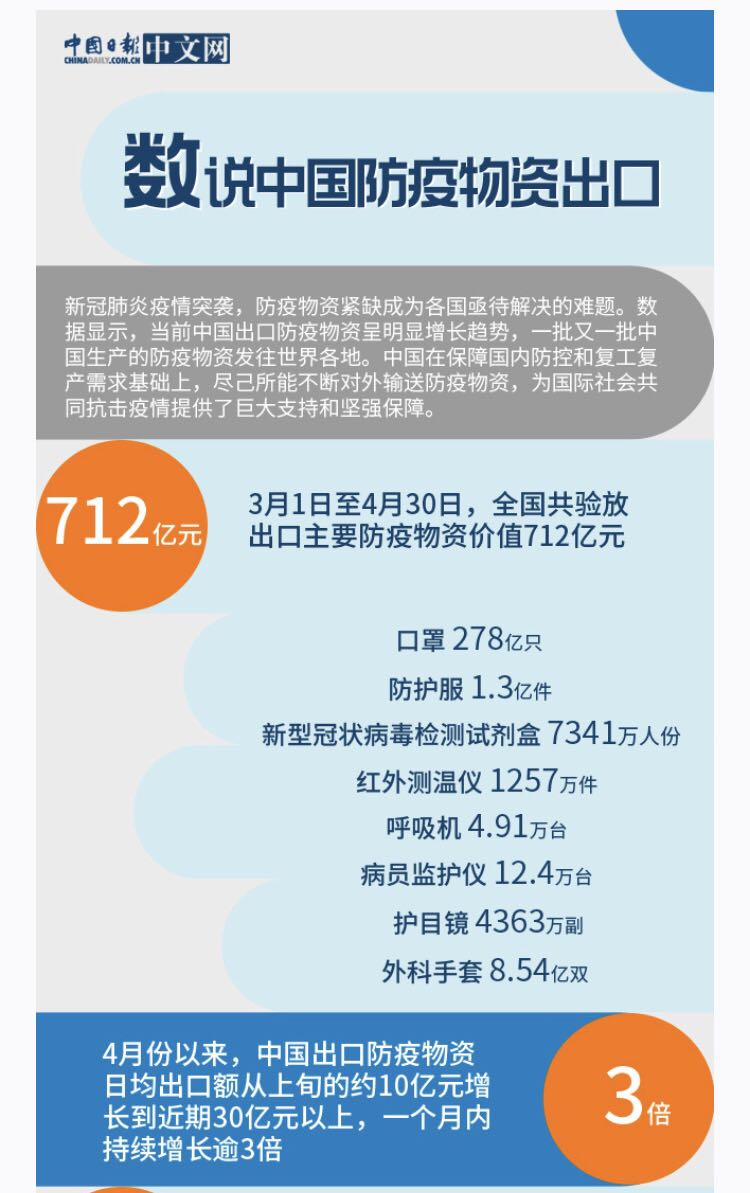 中国日报 中文网
CHINADAILY.COM.CN
数说中国防疫物资出口
新冠肺炎疫情突袭，防疫物资紧缺成为各国亟待解决的难题。数
据显示，当前中国出口防疫物资呈明显增长趋势，一批又一批中
国生产的防疫物资发往世界各地。中国在保障国内防控和复工复
产需求基础上，尽己所能不断对外输送防疫物资，为国际社会共
同抗击疫情提供了巨大支持和坚强保障。
712亿元
3月1日至4月30日，全国共验放
出口主要防疫物资价值712亿元
口罩 278亿只
防护服 1.3亿件
新型冠状病毒检测试剂盒 7341万人份
红外测温仪 1257万件
呼吸机 4.91万台
病员监护仪 12.4万台
护目镜 4363万副
外科手套 8.54亿双
4月份以来，中国出口防疫物资
日均出口额从上旬的约10亿元增
长到近期30亿元以上，一个月内
持续增长逾3倍
3倍